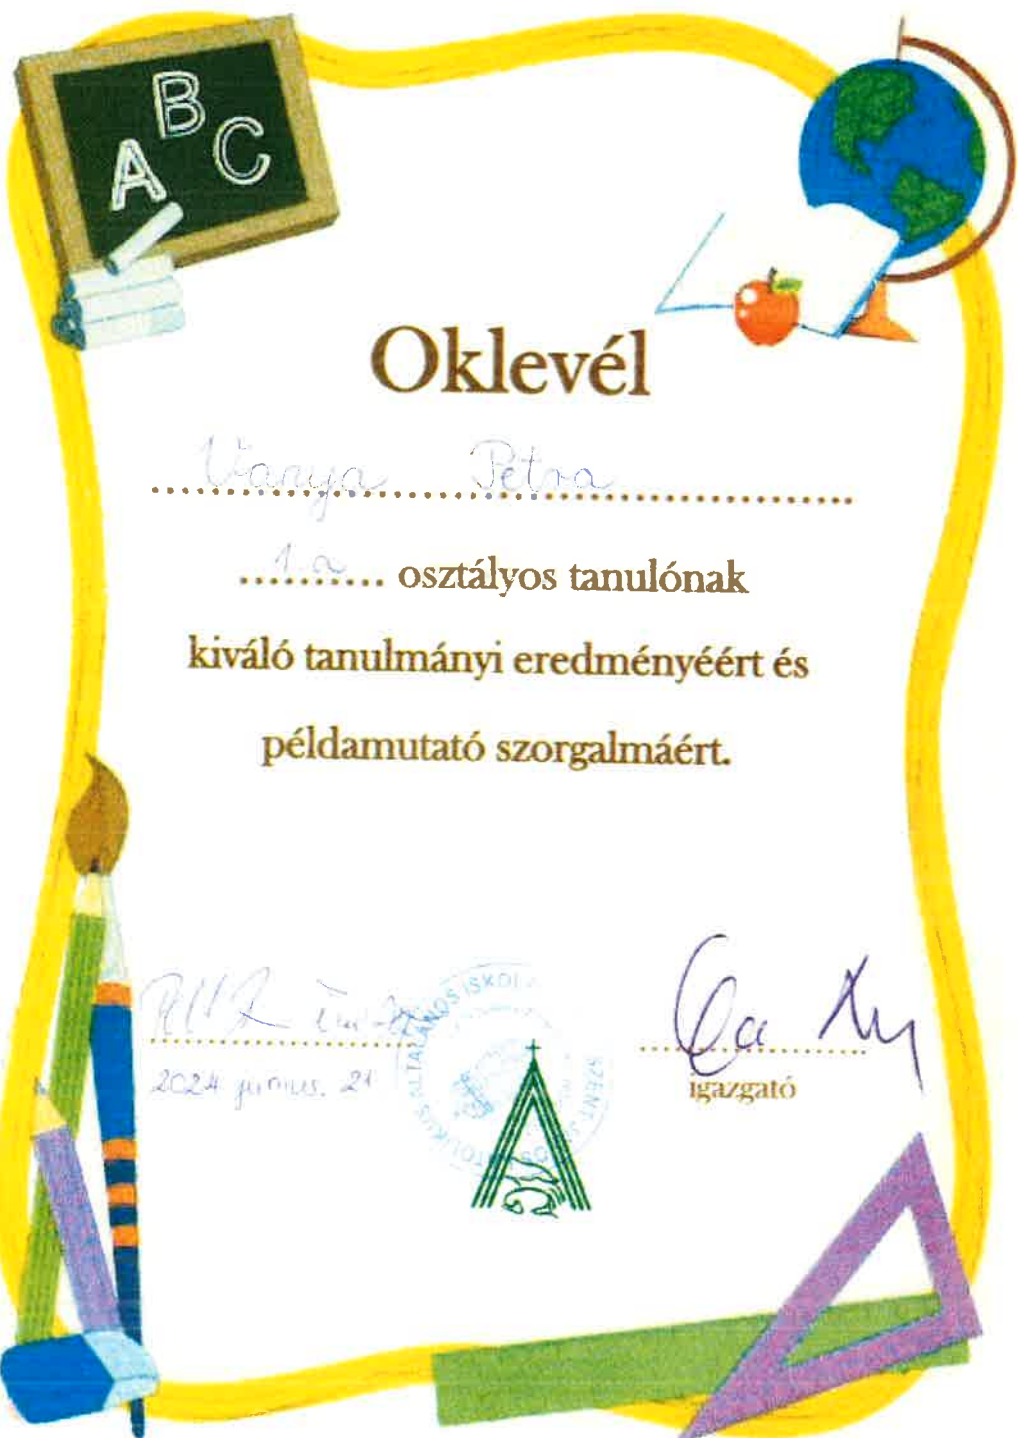 A B C
Oklevél
Vanya Petra
1. a osztályos tanulónak
kiváló tanulmányi eredményéért és
példamutató szorgalmáért.
2024 június. 21
igazgató